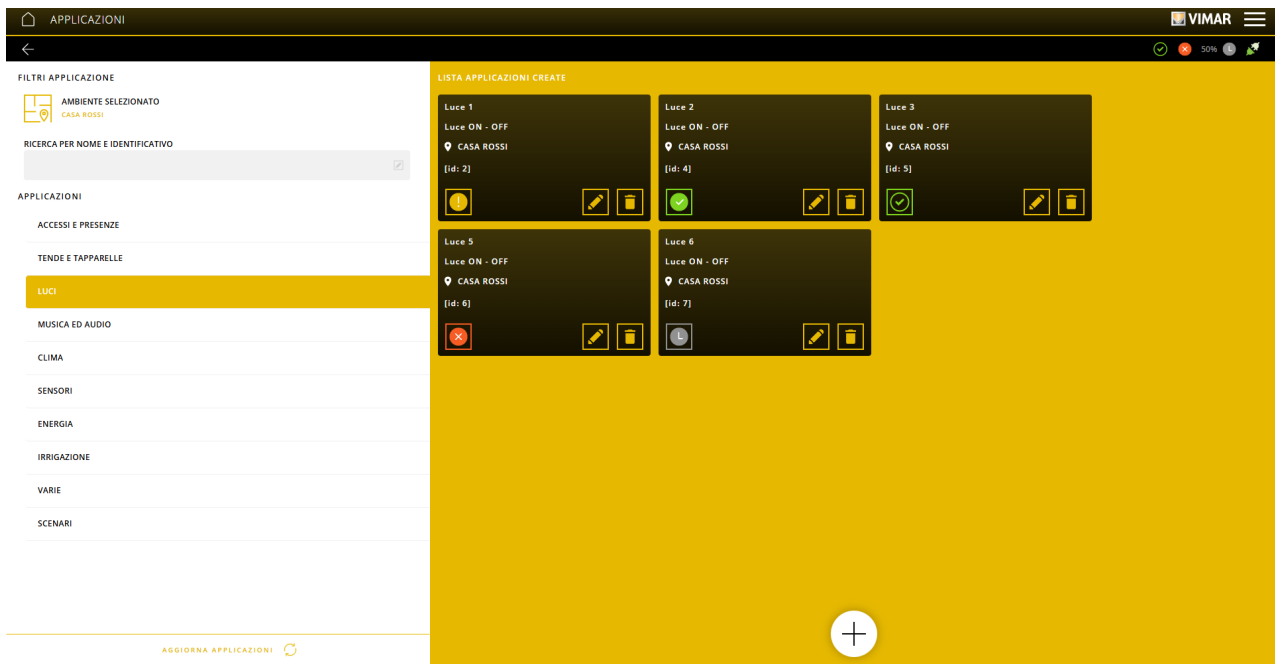 APPLICAZIONI
VIMAR
50%
FILTRI APPLICAZIONE
AMBIENTE SELEZIONATO
CASA ROSSI
RICERCA PER NOME E IDENTIFICATIVO
APPLICAZIONI
ACCESSI E PRESENZE
TENDE E TAPPARELLE
LUCI
MUSICA ED AUDIO
CLIMA
SENSORI
ENERGIA
IRRIGAZIONE
VARIE
SCENARI
AGGIORNA APPLICAZIONI
LISTA APPLICAZIONI CREATE
Luce 1
Luce ON - OFF
CASA ROSSI
[id: 2]
Luce 2
Luce ON - OFF
CASA ROSSI
[id: 4]
Luce 3
Luce ON - OFF
CASA ROSSI
[id: 5]
Luce 5
Luce ON - OFF
CASA ROSSI
[id: 6]
Luce 6
Luce ON - OFF
CASA ROSSI
[id: 7]